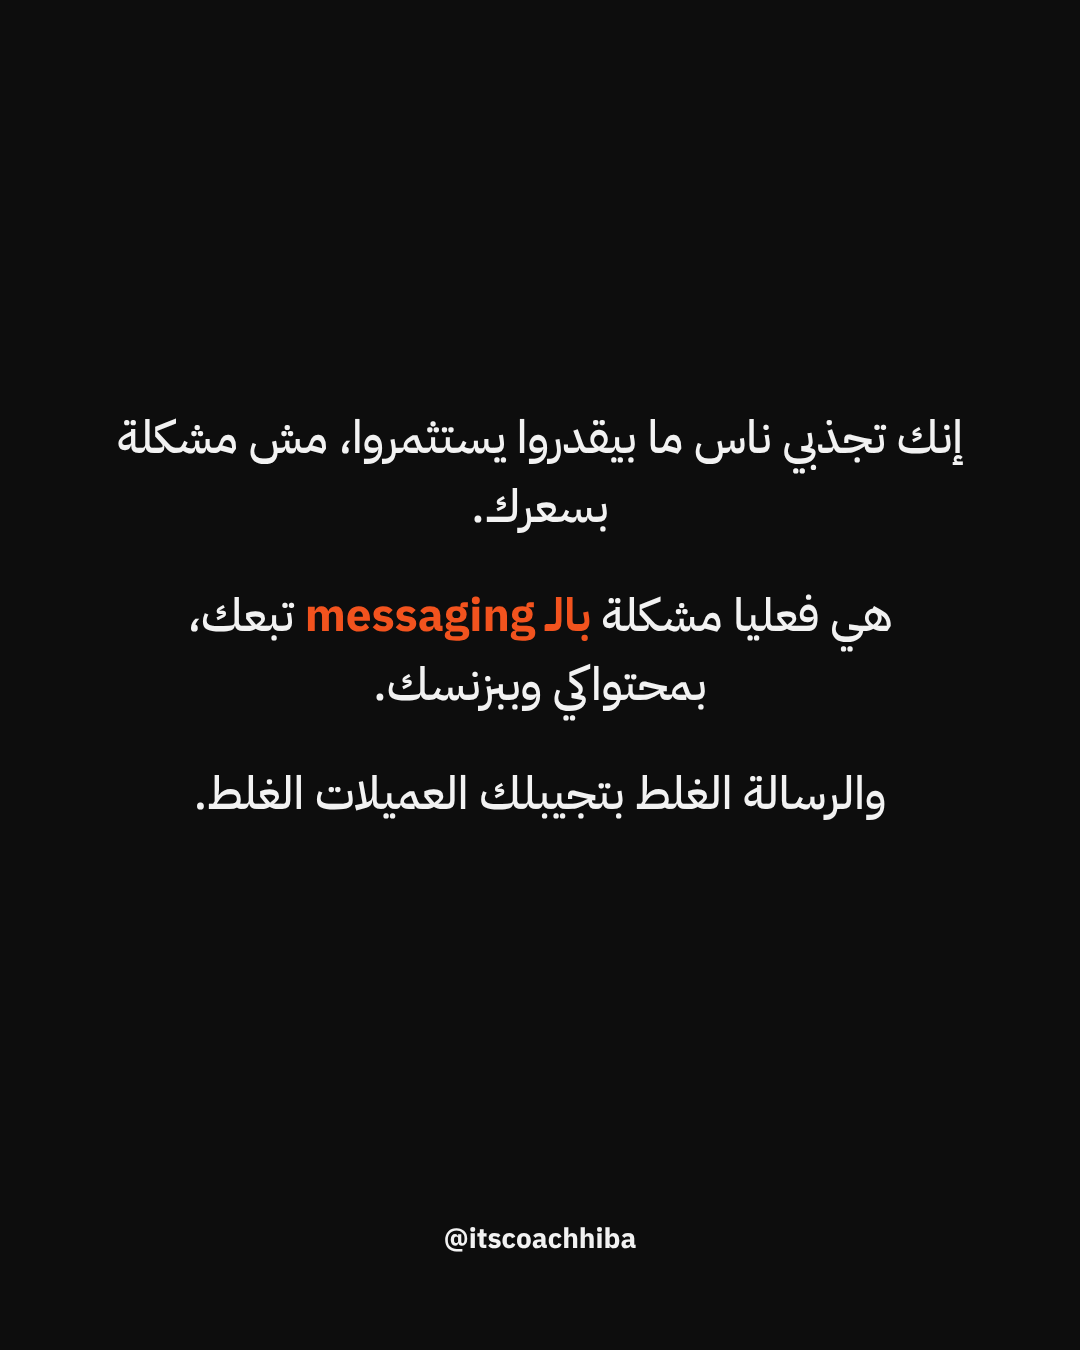 إنك تجذبي ناس ما بيقدروا يستثمروا، مش مشكلة
بسعرك.
هي فعليا مشكلة بالـ messaging تبعك،
بمحتواكي وببزنسك.
والرسالة الغلط بتجيبلك العميلات الغلط.
@itscoachhiba